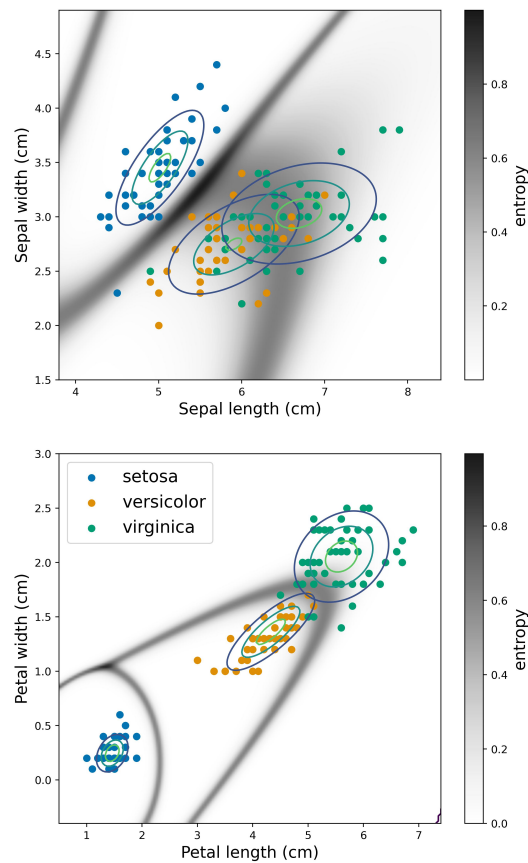 4.5
4.0
3.5
3.0
2.5
2.0
1.5
Sepal width (cm)
4 5 6 7 8
Sepal length (cm)
0.8
0.6
0.4
0.2
entropy
3.0
2.5
2.0
1.5
1.0
0.5
0.0
Petal width (cm)
setosa
versicolor
virginica
1 2 3 4 5 6 7
Petal length (cm)
0.8
0.6
0.4
0.2
0.0
entropy